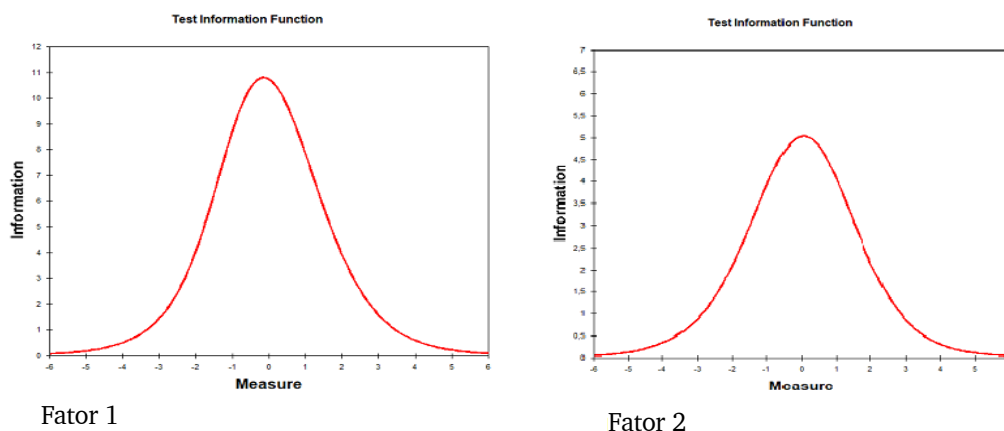 Test Information Function
12
11
10
9
8
7
6
5
4
3
2
1
0
Information
-6 -5 -4 -3 -2 -1 0 1 2 3 4 5 6
Measure
Fator 1
Test Information Function
7
6,5
6
5,5
5
4,5
4
3,5
3
2,5
2
1,5
1
0,5
0
Information
-6 -5 -4 -3 -2 -1 0 1 2 3 4 5
Measure
Fator 2